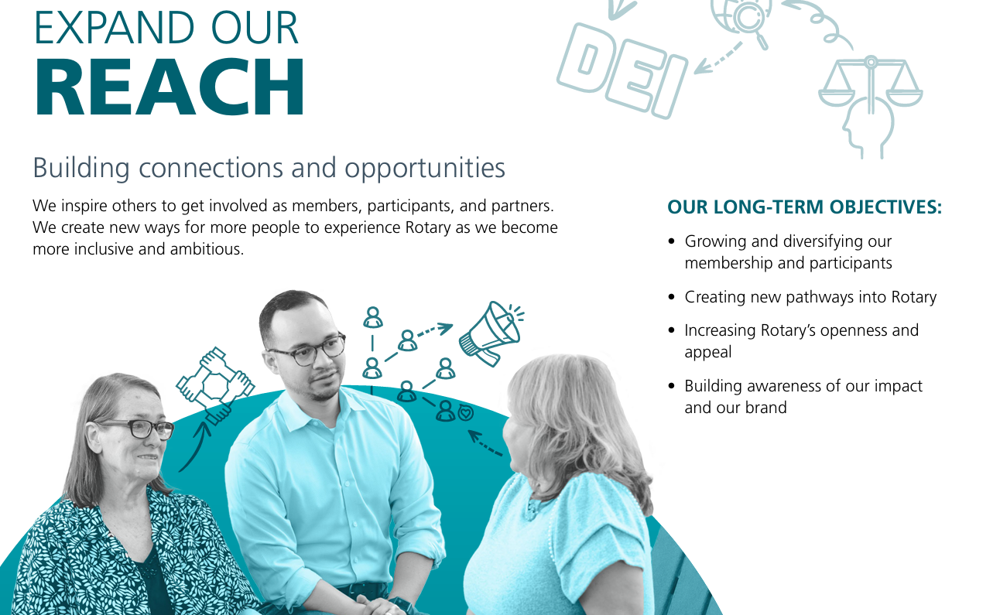 EXPAND OUR
REACH
DEI
Building connections and opportunities
We inspire others to get involved as members, participants, and partners.
We create new ways for more people to experience Rotary as we become
more inclusive and ambitious.
OUR LONG-TERM OBJECTIVES:
• Growing and diversifying our
membership and participants
• Creating new pathways into Rotary
• Increasing Rotary’s openness and
appeal
• Building awareness of our impact
and our brand